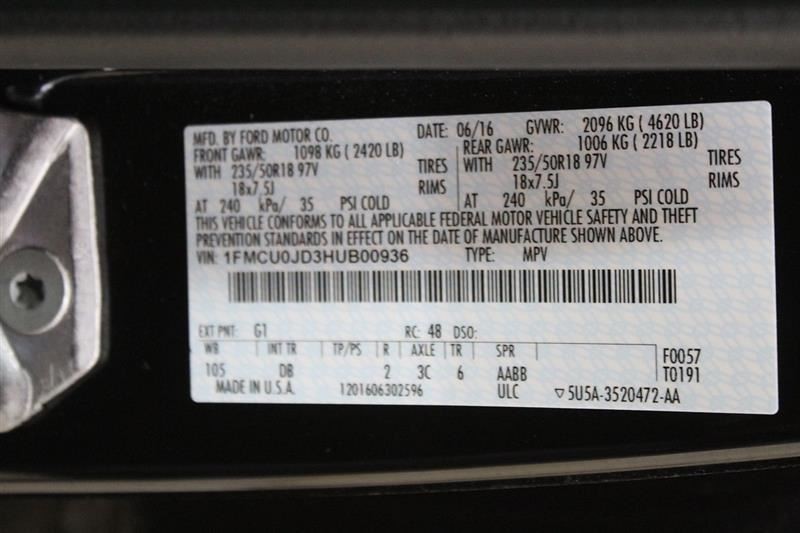 MFD. BY FORD MOTOR CO. DATE: 06/16 GVWR: 2096 KG ( 4620 LB)
FRONT GAWR: 1098 KG ( 2420 LB) REAR GAWR: 1006 KG ( 2218 LB)
WITH 235/50R18 97V TIRES WITH 235/50R18 97V TIRES
18x7.5J RIMS 18x7.5J RIMS
AT 240 kPa/ 35 PSI COLD AT 240 kPa/ 35 PSI COLD
THIS VEHICLE CONFORMS TO ALL APPLICABLE FEDERAL MOTOR VEHICLE SAFETY AND THEFT
PREVENTION STANDARDS IN EFFECT ON THE DATE OF MANUFACTURE SHOWN ABOVE.
VIN: 1FMCU0JD3HUB00936 TYPE: MPV
EXT PNT: G1 RC: 48 DSO:
WB INT TR TP/PS R AXLE TR SPR F0057
105 DB 2 3C 6 AABB T0191
MADE IN U.S.A. 1201606302596 ULC ▽5U5A-3520472-AA